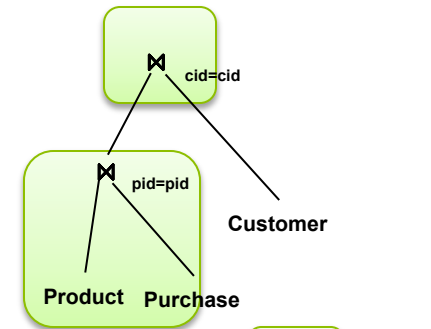 ⋈
cid=cid
⋈
pid=pid
Customer
Product
Purchase